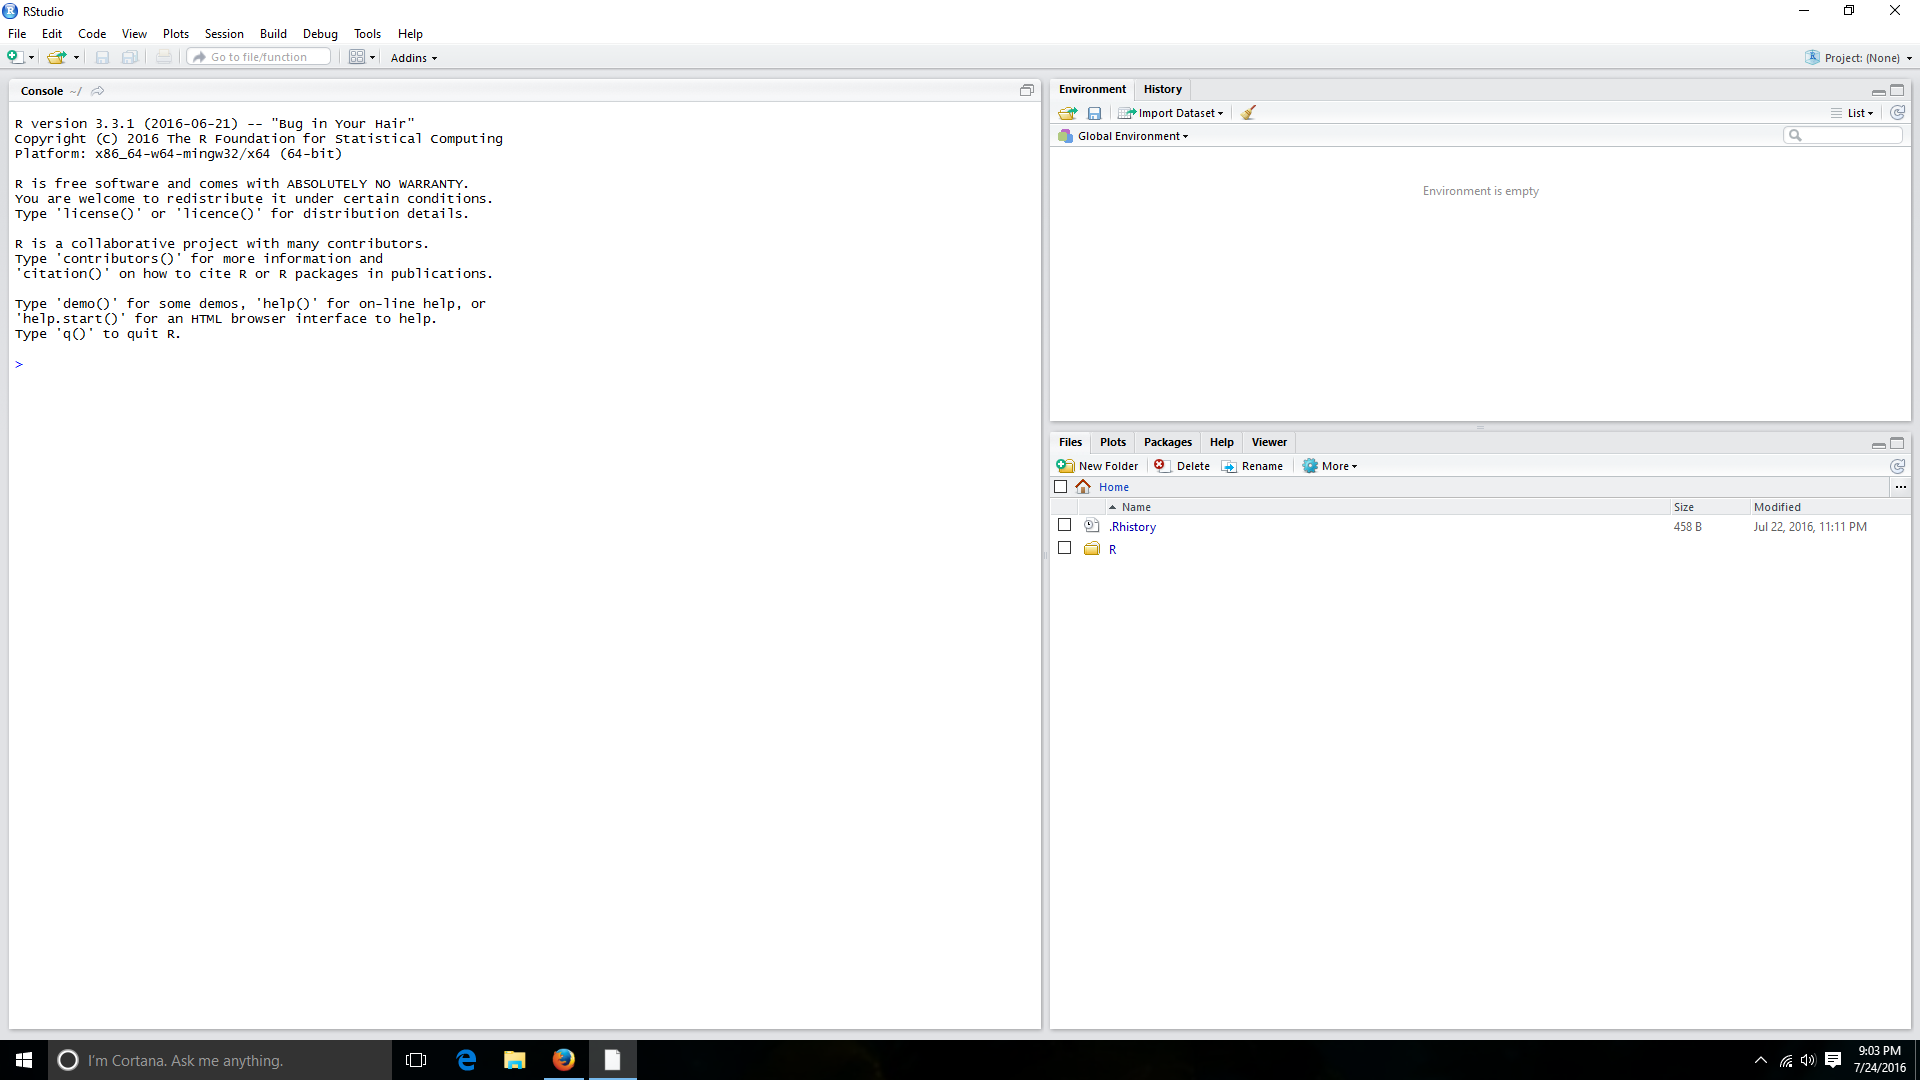 RStudio
File Edit Code View Plots Session Build Debug Tools Help
Go to file/function Addins Project: (None)
Console ~/
R version 3.3.1 (2016-06-21) -- "Bug in Your Hair"
Copyright (C) 2016 The R Foundation for Statistical Computing
Platform: x86_64-w64-mingw32/x64 (64-bit)
R is free software and comes with ABSOLUTELY NO WARRANTY.
You are welcome to redistribute it under certain conditions.
Type 'license()' or 'licence()' for distribution details.
R is a collaborative project with many contributors.
Type 'contributors()' for more information and
'citation()' on how to cite R or R packages in publications.
Type 'demo()' for some demos, 'help()' for on-line help, or
'help.start()' for an HTML browser interface to help.
Type 'q()' to quit R.
>
Environment History
Import Dataset List
Global Environment
Environment is empty
Files Plots Packages Help Viewer
New Folder Delete Rename More
Home ...
Name Size Modified
.Rhistory 458 B Jul 22, 2016, 11:11 PM
R
I'm Cortana. Ask me anything.
9:03 PM
7/24/2016